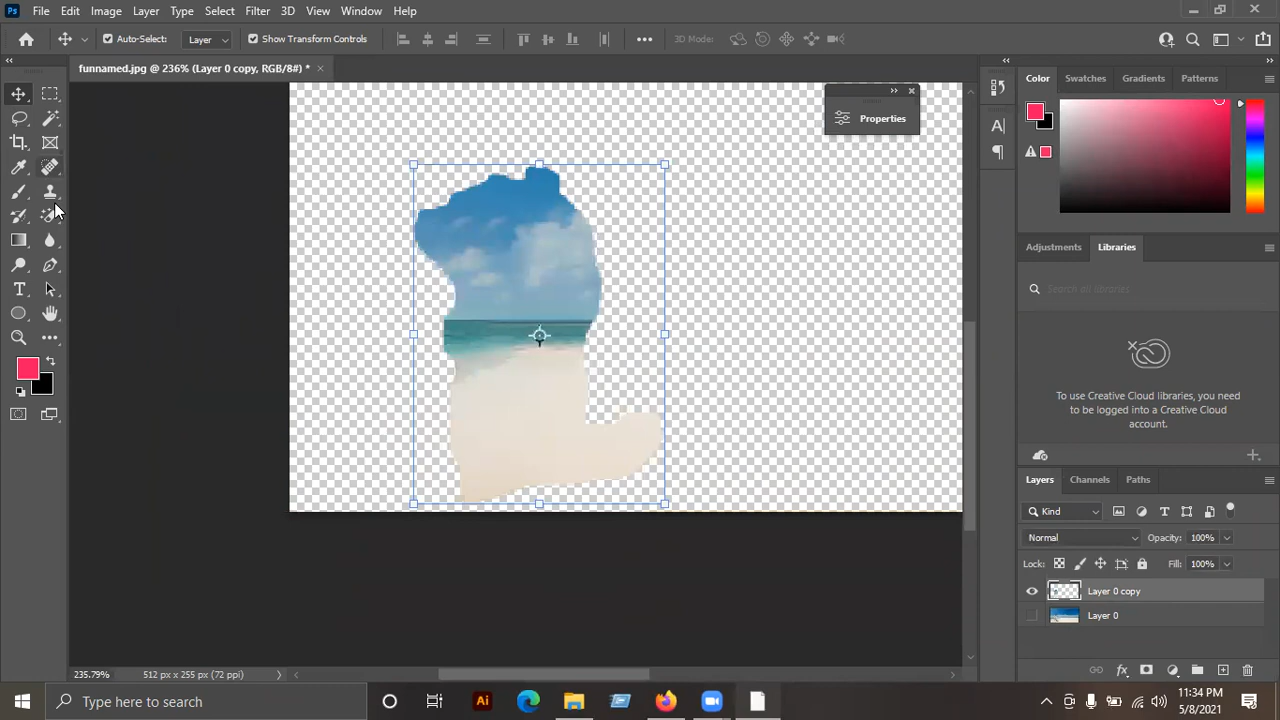 Ps File Edit Image Layer Type Select Filter 3D View Window Help
Auto-Select: Layer Show Transform Controls 3D Mode:
funnamed.jpg @ 236% (Layer 0 copy, RGB/8#) *
Properties
Color Swatches Gradients Patterns
Adjustments Libraries
Search all libraries
To use Creative Cloud libraries, you
need to be logged into a Creative Cloud
account.
Layers Channels Paths
Kind
Normal Opacity: 100%
Lock: Fill: 100%
Layer 0 copy
Layer 0
235.79% 512 px x 255 px (72 ppi)
Type here to search
Ai
11:34 PM
5/8/2021